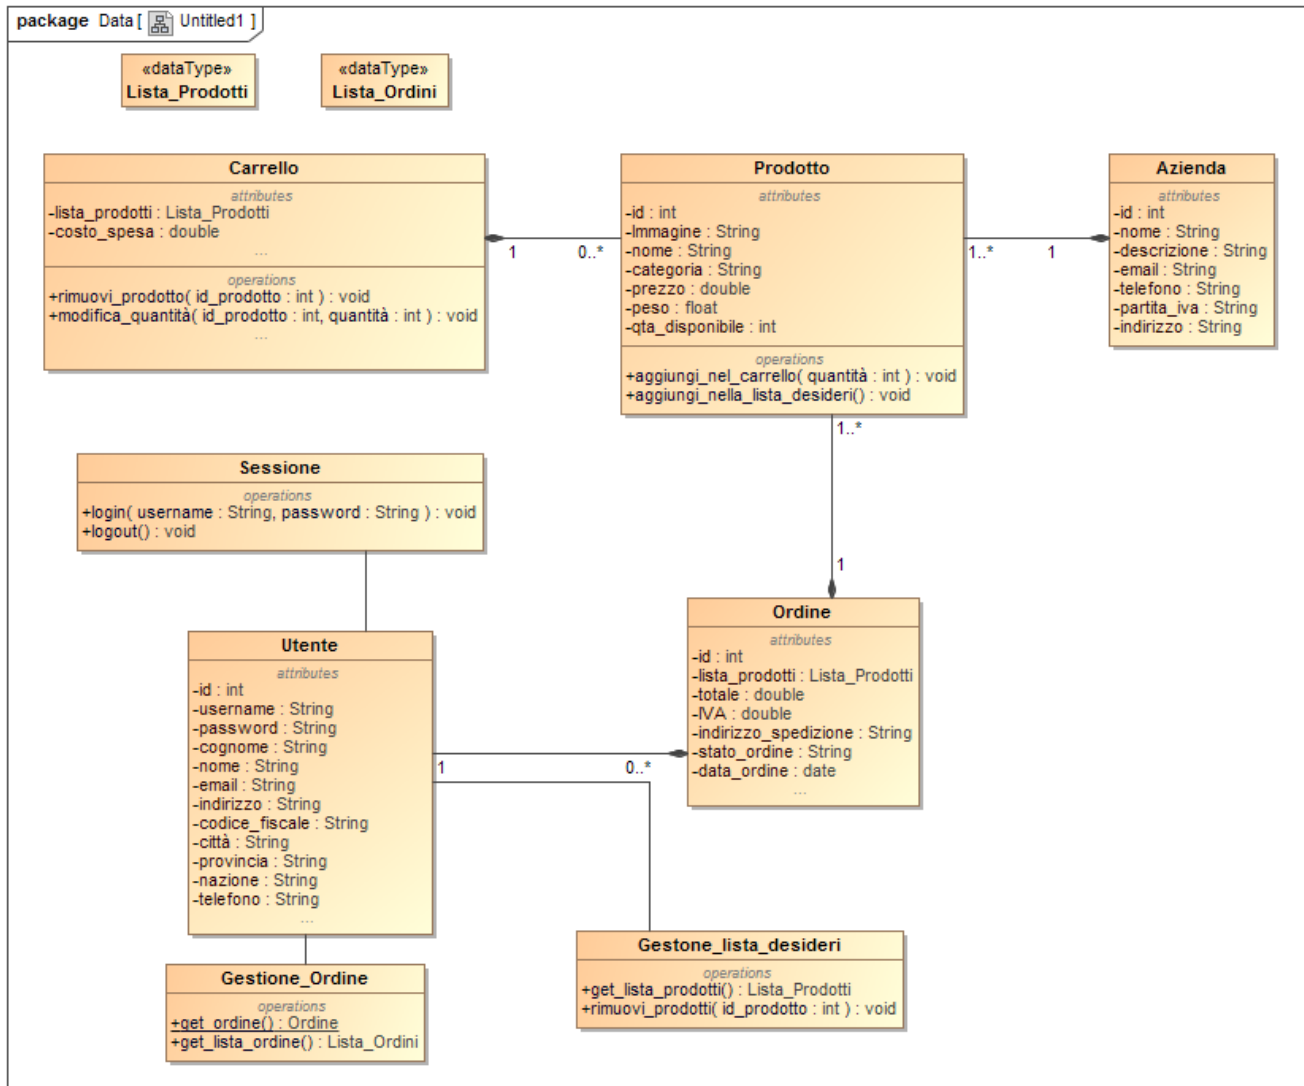 package Data [ Untitled1 ]
«dataType»
Lista_Prodotti
«dataType»
Lista_Ordini
Carrello
attributes
-lista_prodotti : Lista_Prodotti
-costo_spesa : double
...
operations
+rimuovi_prodotto( id_prodotto : int ) : void
+modifica_quantità( id_prodotto : int, quantità : int ) : void
...
1
0..*
Prodotto
attributes
-id : int
-Immagine : String
-nome : String
-categoria : String
-prezzo : double
-peso : float
-qta_disponibile : int
operations
+aggiungi_nel_carrello( quantità : int ) : void
+aggiungi_nella_lista_desideri() : void
1..*
1
Azienda
attributes
-id : int
-nome : String
-descrizione : String
-email : String
-telefono : String
-partita_iva : String
-indirizzo : String
1..*
1
Sessione
operations
+login( username : String, password : String ) : void
+logout() : void
Utente
attributes
-id : int
-username : String
-password : String
-cognome : String
-nome : String
-email : String
-indirizzo : String
-codice_fiscale : String
-città : String
-provincia : String
-nazione : String
-telefono : String
...
1
0..*
Ordine
attributes
-id : int
-lista_prodotti : Lista_Prodotti
-totale : double
-IVA : double
-indirizzo_spedizione : String
-stato_ordine : String
-data_ordine : date
...
Gestione_Ordine
operations
+get_ordine() : Ordine
+get_lista_ordine() : Lista_Ordini
Gestone_lista_desideri
operations
+get_lista_prodotti() : Lista_Prodotti
+rimuovi_prodotti( id_prodotto : int ) : void